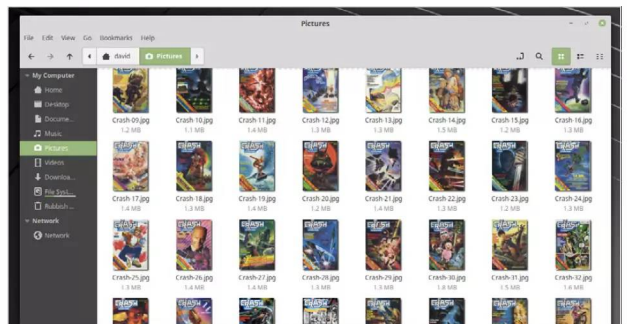 Pictures
File Edit View Go Bookmarks Help
david Pictures
My Computer
Home
Desktop
Docume...
Music
Pictures
Videos
Downloa...
File Syst...
Rubbish ...
Network
Network
Crash-09.jpg Crash-10.jpg Crash-11.jpg Crash-12.jpg Crash-13.jpg Crash-14.jpg Crash-15.jpg Crash-16.jpg
1.2 MB 1.1 MB 1.4 MB 1.3 MB 1.3 MB 1.5 MB 1.2 MB 1.3 MB
Crash-17.jpg Crash-18.jpg Crash-19.jpg Crash-20.jpg Crash-21.jpg Crash-22.jpg Crash-23.jpg Crash-24.jpg
1.4 MB 1.3 MB 1.4 MB 1.2 MB 1.4 MB 1.3 MB 1.2 MB 1.3 MB
Crash-25.jpg Crash-26.jpg Crash-27.jpg Crash-28.jpg Crash-29.jpg Crash-30.jpg Crash-31.jpg Crash-32.jpg
1.3 MB 1.4 MB 1.4 MB 1.3 MB 1.3 MB 1.8 MB 1.5 MB 1.6 MB